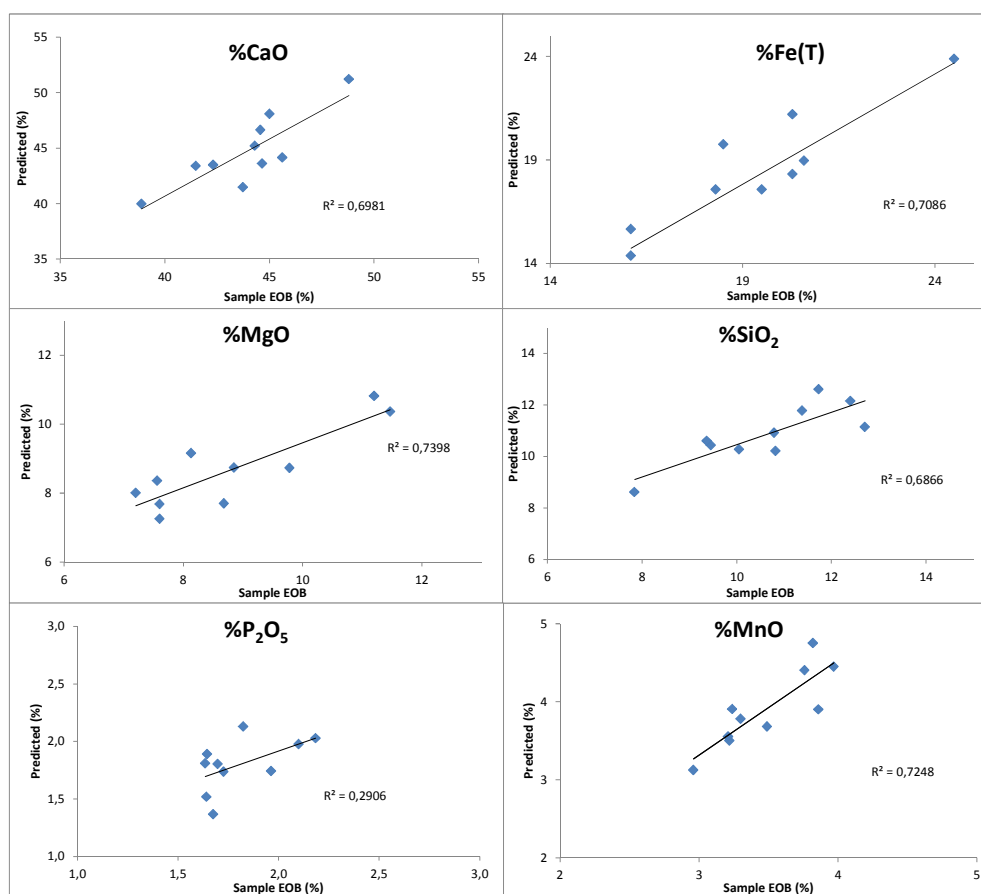 %CaO
55
50
45
40
35
Predicted (%)
R² = 0,6981
35 40 45 50 55
Sample EOB (%)
%Fe(T)
24
19
14
Predicted (%)
R² = 0,7086
14 19 24
Sample EOB (%)
%MgO
12
10
8
6
Predicted (%)
R² = 0,7398
6 8 10 12
Sample EOB
%SiO₂
14
12
10
8
6
Predicted (%)
R² = 0,6866
6 8 10 12 14
Sample EOB
%P₂O₅
3,0
2,5
2,0
1,5
1,0
Predicted (%)
R² = 0,2906
1,0 1,5 2,0 2,5 3,0
Sample EOB (%)
%MnO
5
4
3
2
Predicted (%)
R² = 0,7248
2 3 4 5
Sample EOB (%)